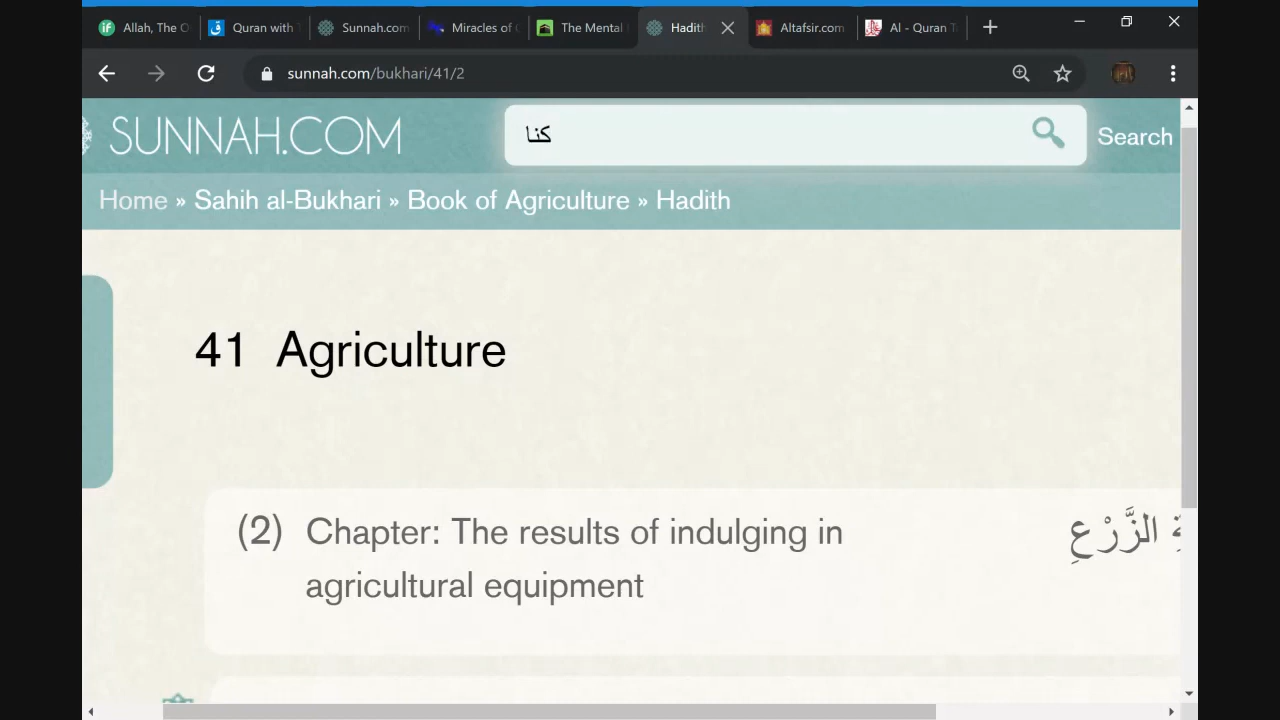 Allah, The O
Quran with T
Sunnah.com
Miracles of
The Mental
Hadith
Altafsir.com
Al - Quran T
sunnah.com/bukhari/41/2
SUNNAH.COM
كنا
Search
Home » Sahih al-Bukhari » Book of Agriculture » Hadith
41 Agriculture
(2) Chapter: The results of indulging in
الزَّرْعِ
agricultural equipment